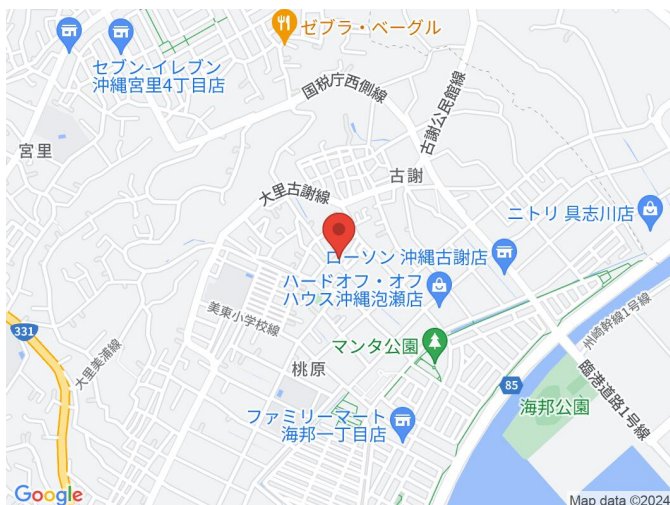 ゼブラ・ベーグル
セブン-イレブン
沖縄宮里4丁目店
国税庁西側線
古謝公民館線
宮里
古謝
大里古謝線
ニトリ 具志川店
ローソン 沖縄古謝店
ハードオフ・オフ
ハウス沖縄泡瀬店
州崎幹線1号線
美東小学校線
331
マンタ公園
大里美浦線
桃原
85
臨港道路1号線
海邦公園
ファミリーマート
海邦一丁目店
Google
Map data ©2024